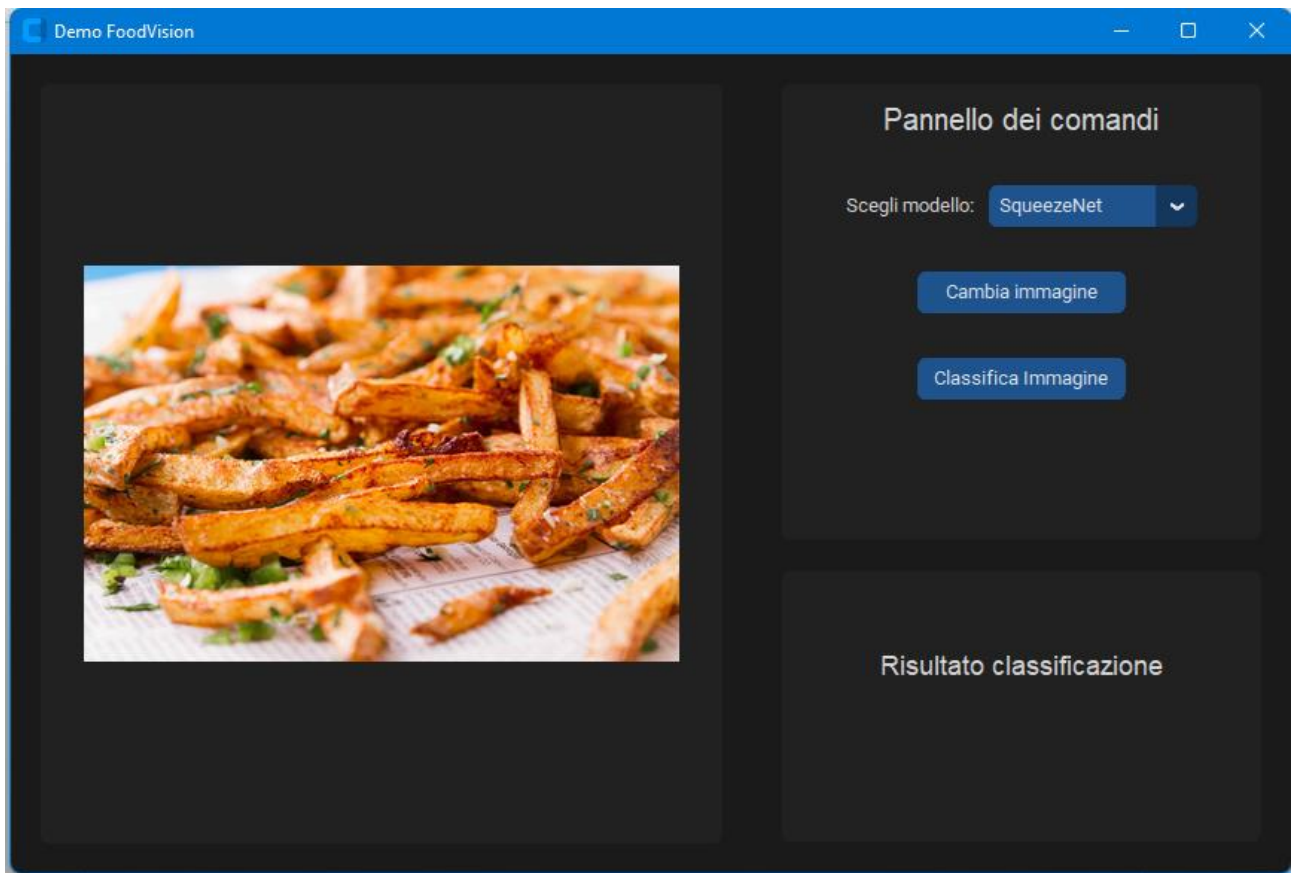 Demo FoodVision
Pannello dei comandi
Scegli modello: SqueezeNet
Cambia immagine
Classifica Immagine
Risultato classificazione